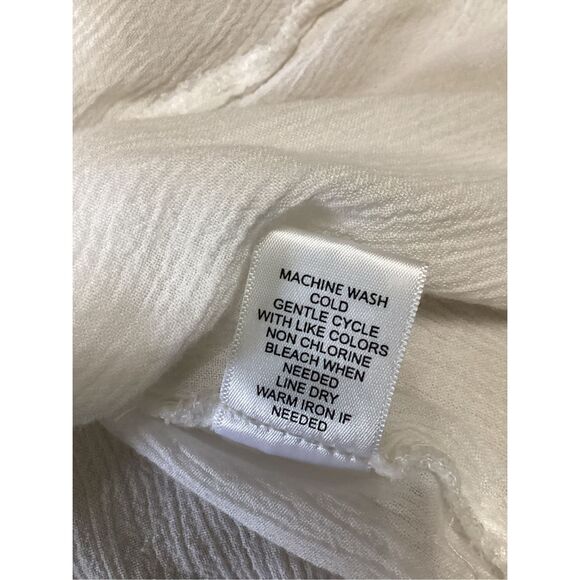 MACHINE WASH
COLD
GENTLE CYCLE
WITH LIKE COLORS
NON CHLORINE
BLEACH WHEN
NEEDED
LINE DRY
WARM IRON IF
NEEDED